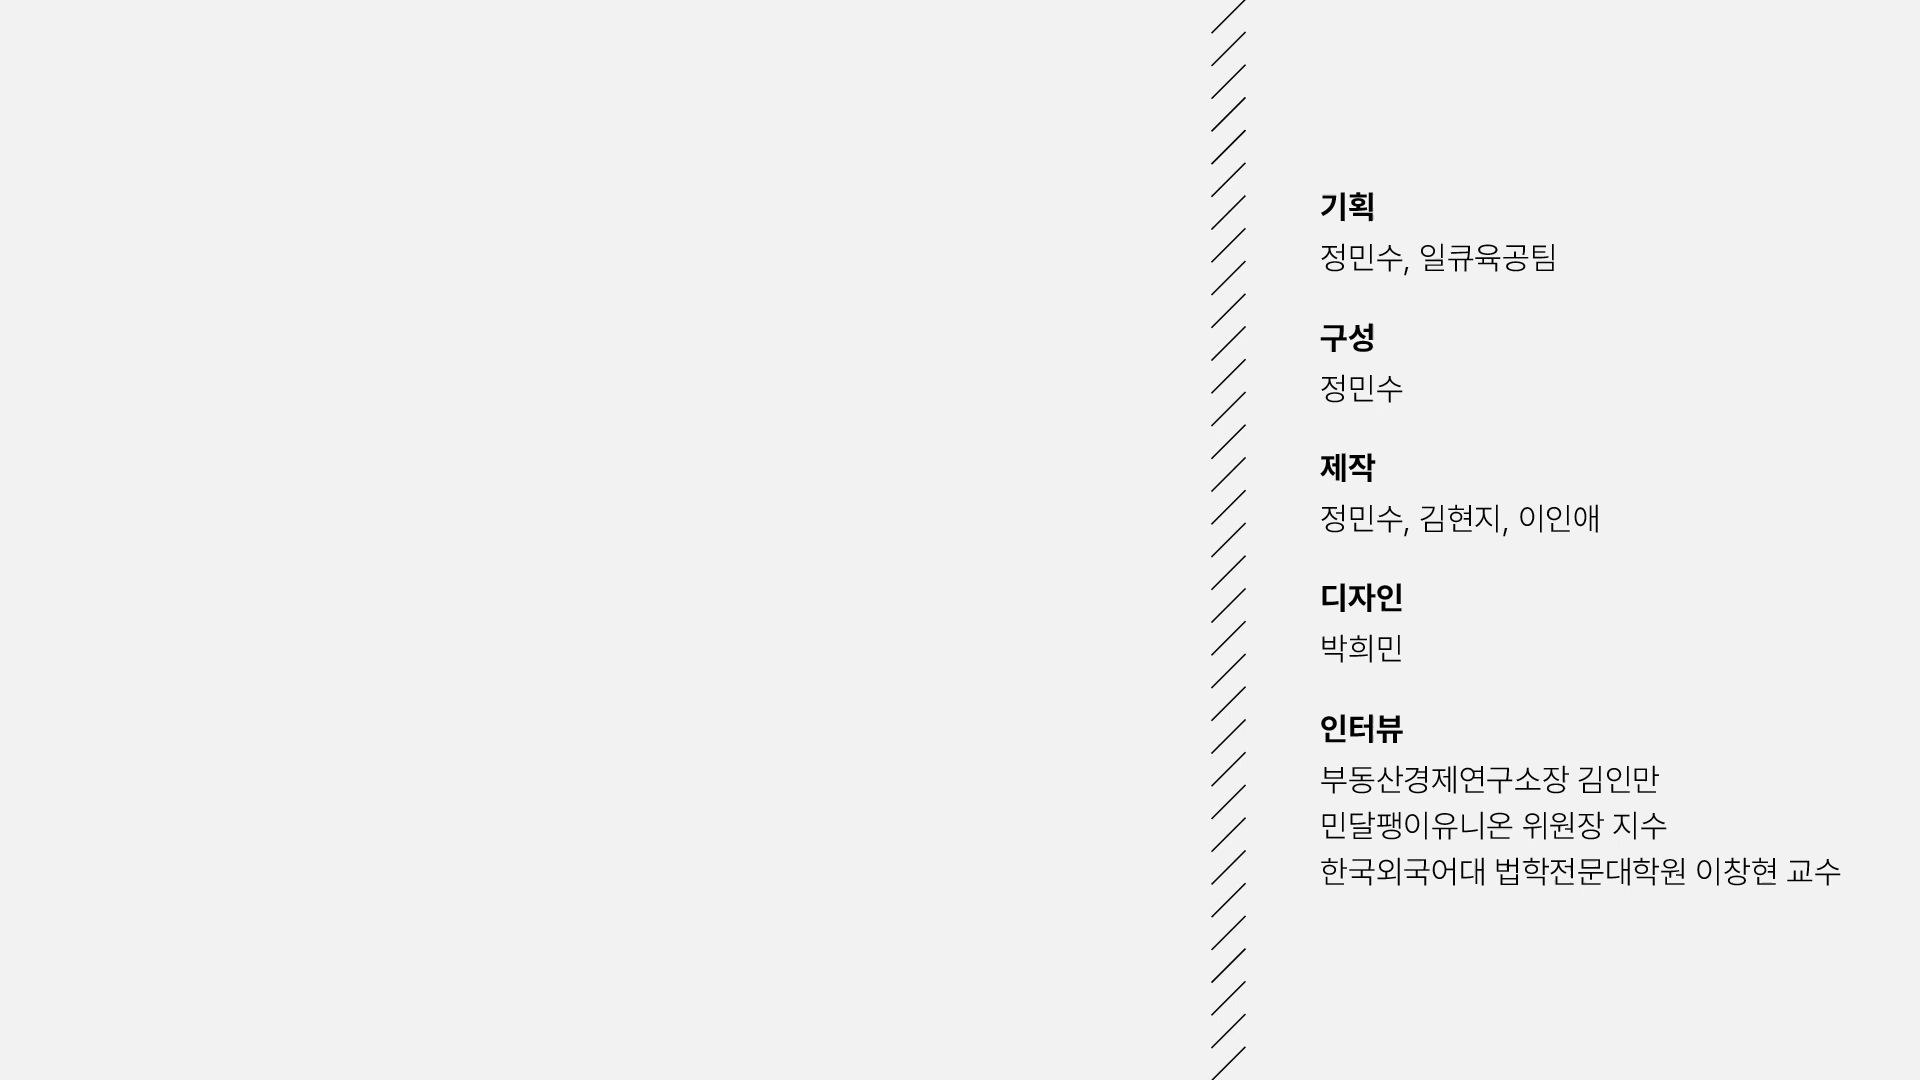 기획
정민수, 일큐육공팀
구성
정민수
제작
정민수, 김현지, 이인애
디자인
박희민
인터뷰
부동산경제연구소장 김인만
민달팽이유니온 위원장 지수
한국외국어대 법학전문대학원 이창현 교수